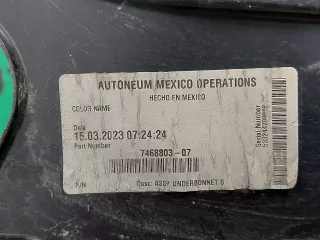 AUTONEUM MEXICO OPERATIONS
HECHO EN MEXICO
COLOR NAME
Date
15.03.2023 07:24:24
Part Number
7468803-07
P/N
Desc: ASSY UNDERBONNET S
Serial Number